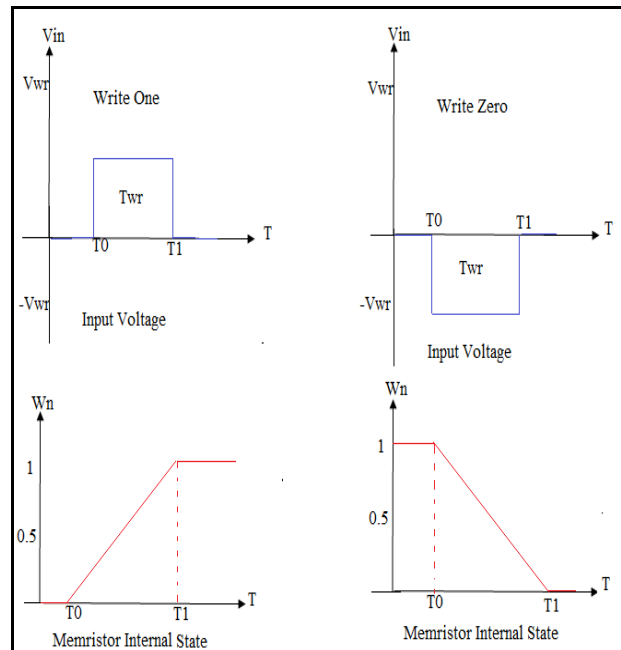 Vin
Vwr
Write One
Twr
T0
T1
T
-Vwr
Input Voltage
Vin
Vwr
Write Zero
T0
T1
T
Twr
-Vwr
Input Voltage
Wn
1
0.5
T0
T1
T
Memristor Internal State
Wn
1
0.5
T0
T1
T
Memristor Internal State